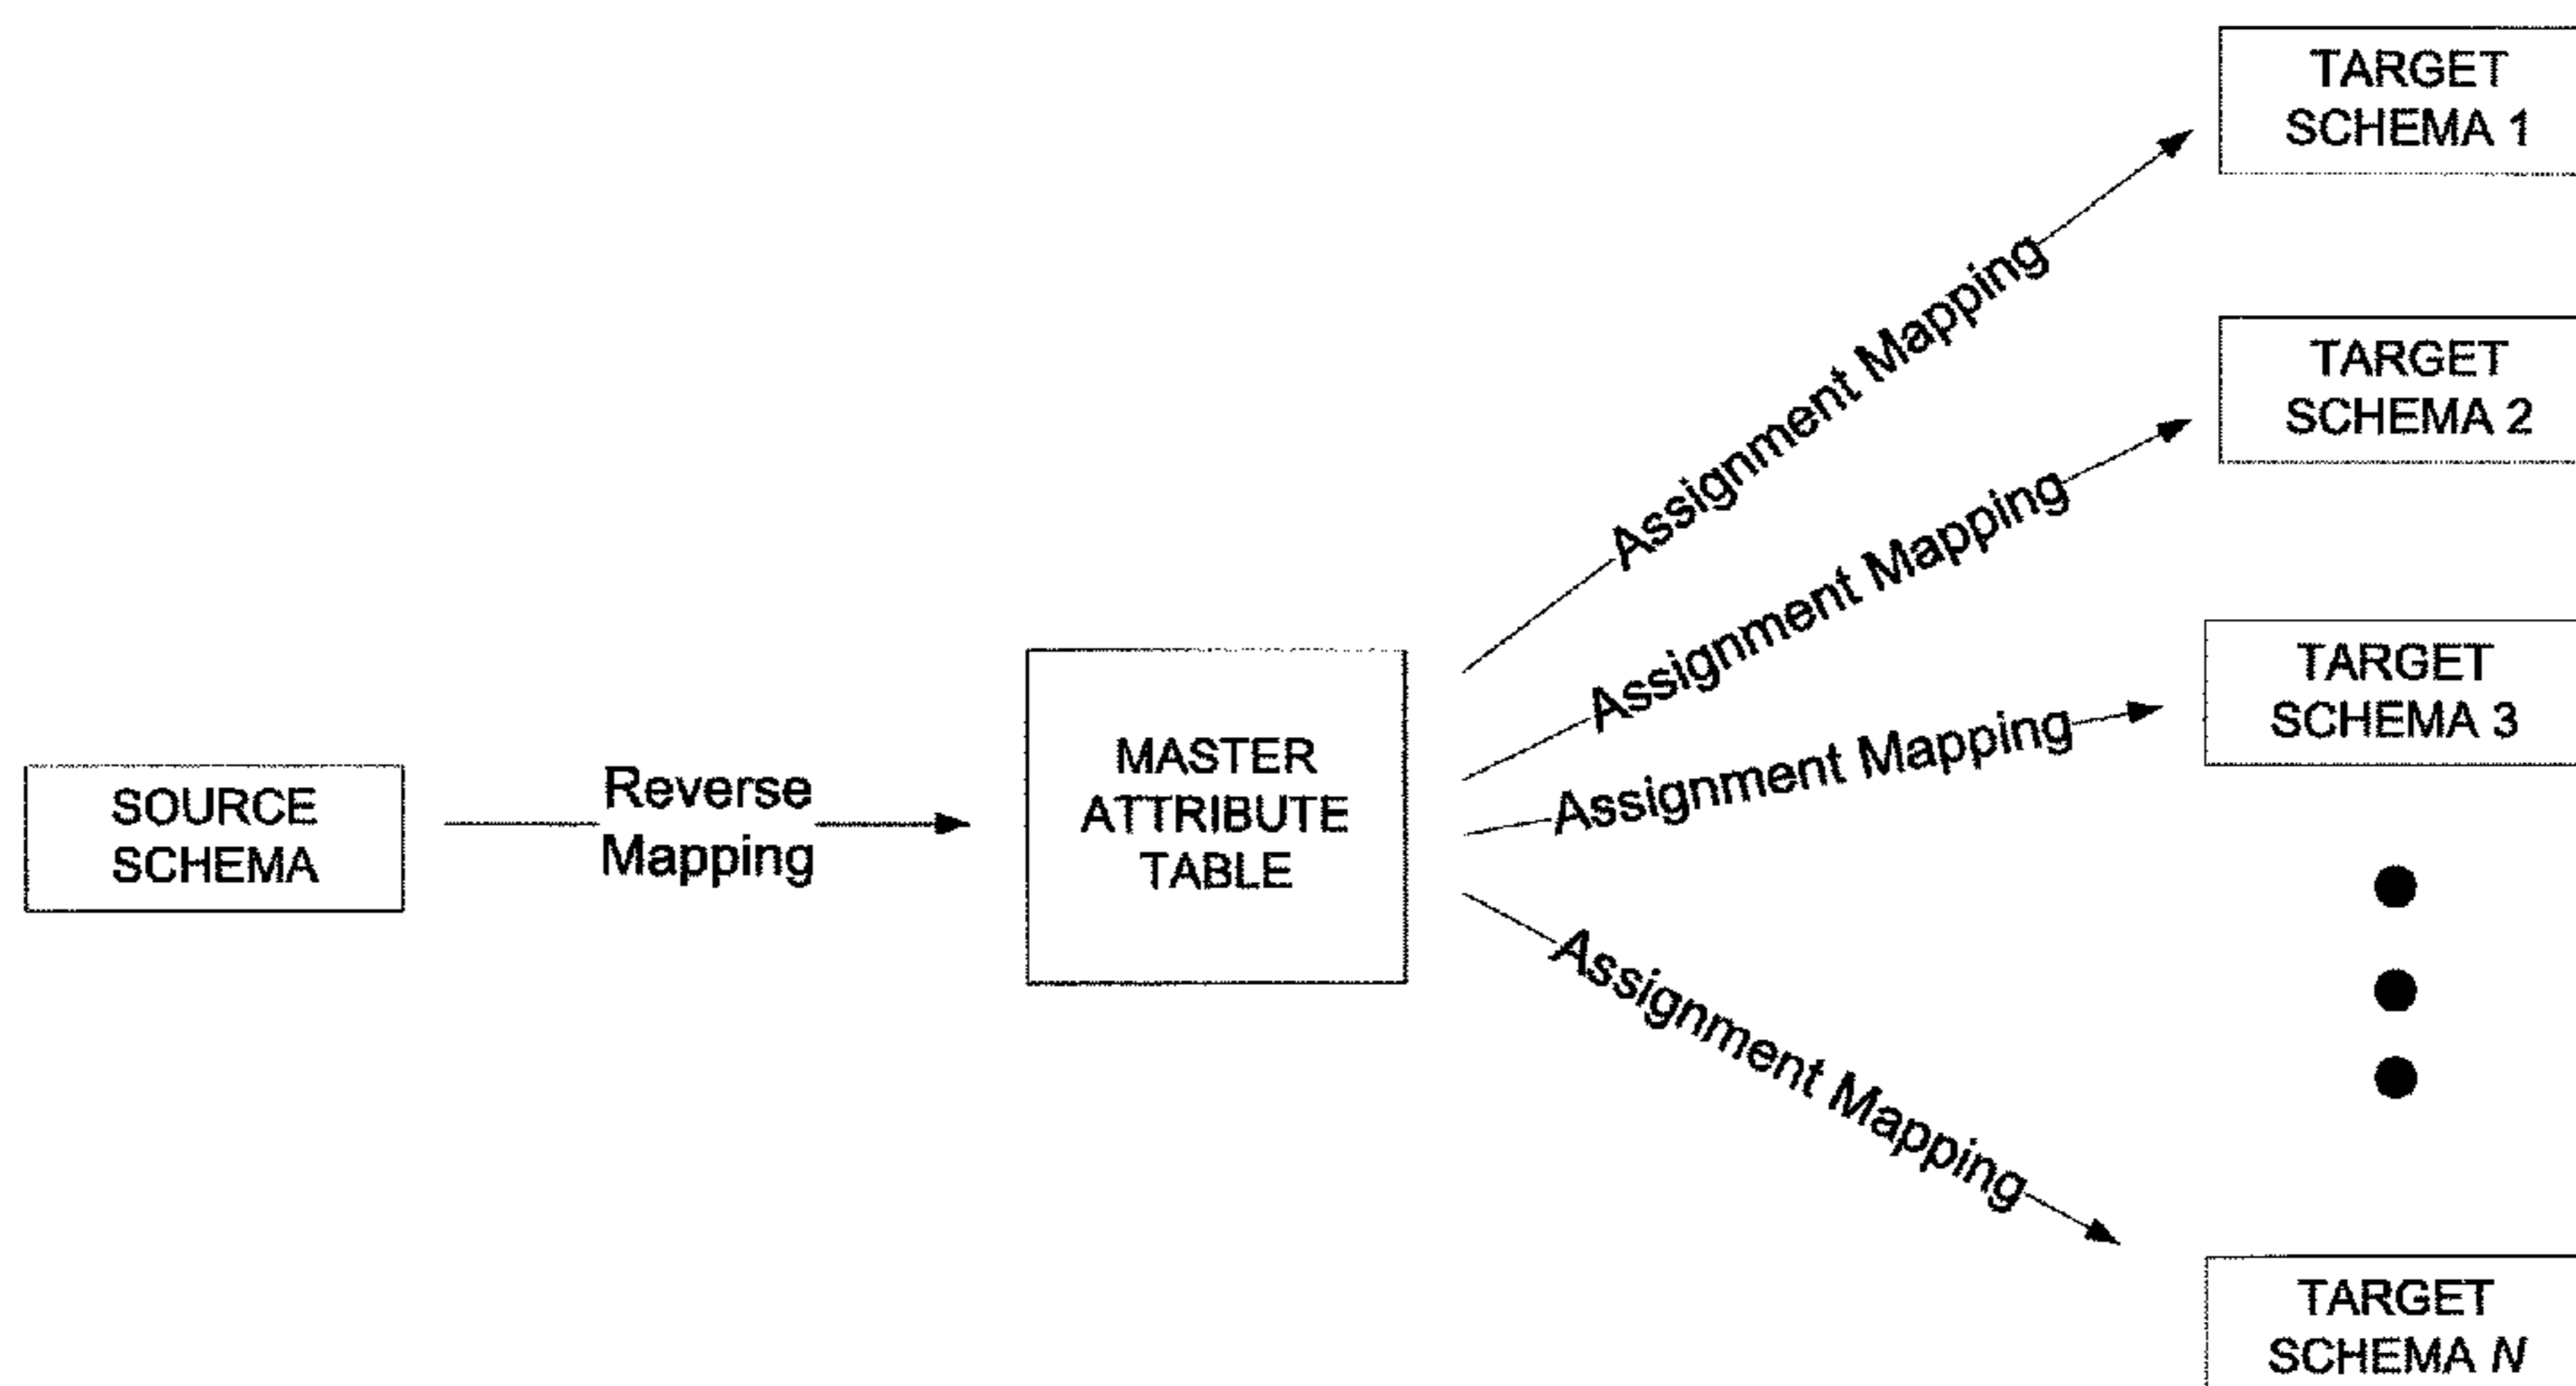 SOURCE
SCHEMA
Reverse
Mapping
MASTER
ATTRIBUTE
TABLE
Assignment Mapping
TARGET
SCHEMA 1
Assignment Mapping
TARGET
SCHEMA 2
Assignment Mapping
TARGET
SCHEMA 3
Assignment Mapping
TARGET
SCHEMA N